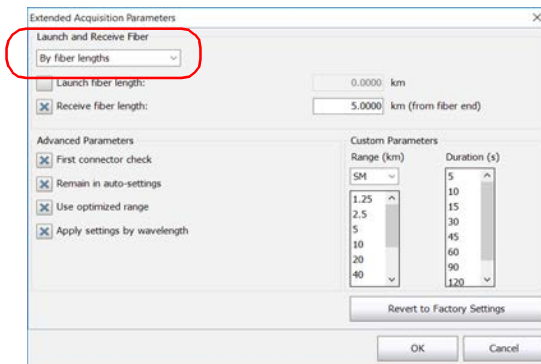 Extended Acquisition Parameters
Launch and Receive Fiber
By fiber lengths
Launch fiber length: 0.0000 km
Receive fiber length: 5.0000 km (from fiber end)
Advanced Parameters
First connector check
Remain in auto-settings
Use optimized range
Apply settings by wavelength
Custom Parameters
Range (km) Duration (s)
SM
1.25
2.5
5
10
20
40
5
10
15
30
45
60
90
120
Revert to Factory Settings
OK Cancel